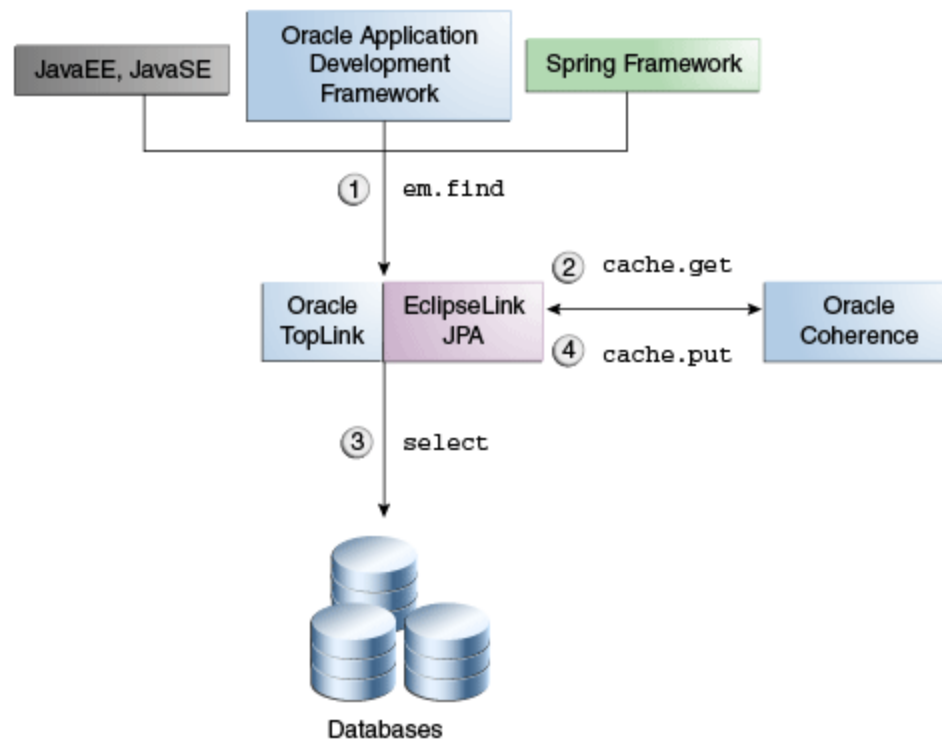 JavaEE, JavaSE
Oracle Application
Development
Framework
Spring Framework
1 em.find
2 cache.get
Oracle
TopLink
EclipseLink
JPA
Oracle
Coherence
4 cache.put
3 select
Databases